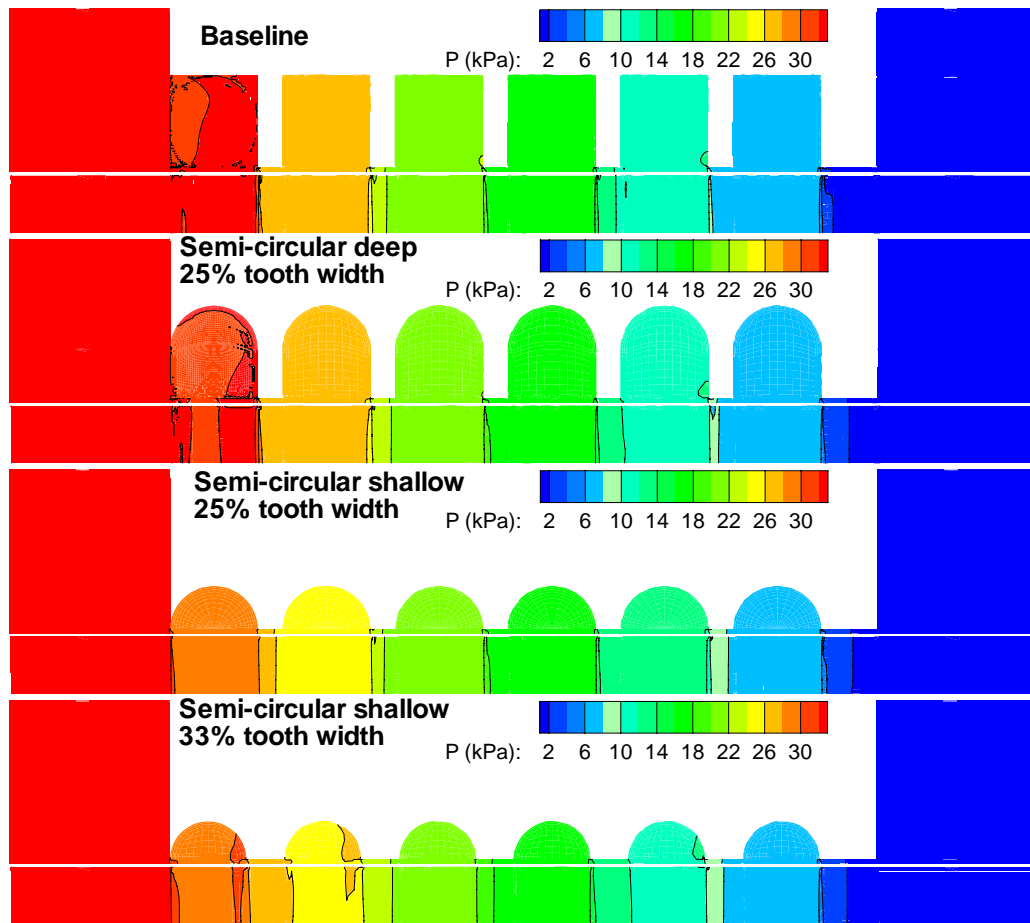 Baseline
P (kPa): 2 6 10 14 18 22 26 30
Semi-circular deep
25% tooth width
P (kPa): 2 6 10 14 18 22 26 30
Semi-circular shallow
25% tooth width
P (kPa): 2 6 10 14 18 22 26 30
Semi-circular shallow
33% tooth width
P (kPa): 2 6 10 14 18 22 26 30